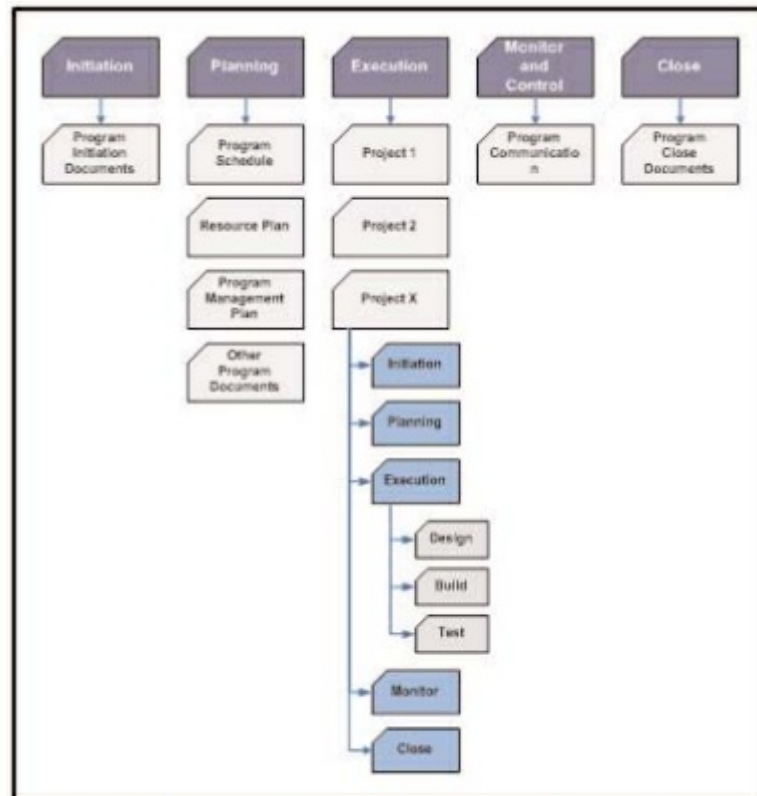 Initiation
Planning
Execution
Monitor
and
Control
Close
Program
Initiation
Documents
Program
Schedule
Project 1
Program
Communicatio
n
Program
Close
Documents
Resource Plan
Project 2
Program
Management
Plan
Project X
Other
Program
Documents
Initiation
Planning
Execution
Design
Build
Test
Monitor
Close